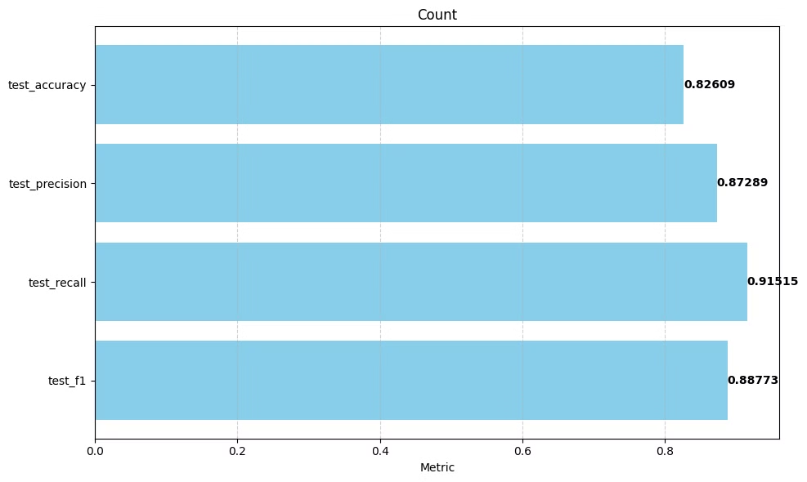 Count
test_accuracy
0.82609
test_precision
0.87289
test_recall
0.91515
test_f1
0.88773
0.0 0.2 0.4 0.6 0.8
Metric